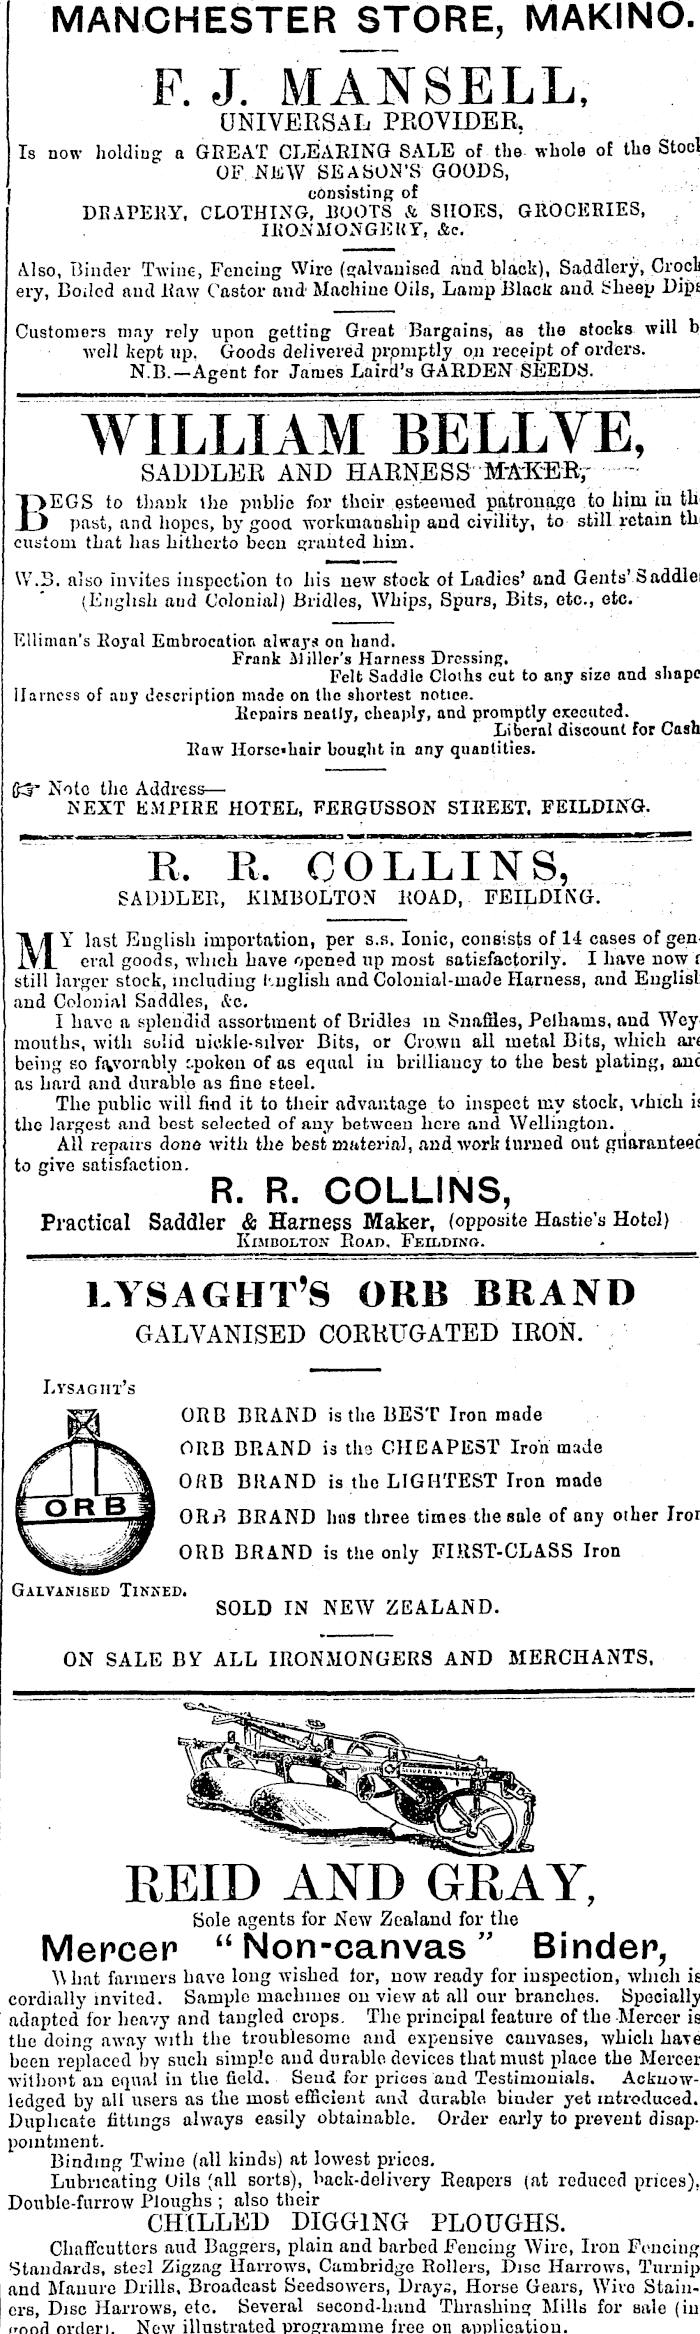 MANCHESTER STORE, MAKINO.
F. J. MANSELL,
UNIVERSAL PROVIDER,
Is now holding a GREAT CLEARING SALE of the whole of the Stock
OF NEW SEASON'S GOODS,
consisting of
DRAPERY, CLOTHING, BOOTS & SHOES, GROCERIES,
IRONMONGERY, &c.
Also, Binder Twine, Fencing Wire (galvanised and black), Saddlery, Crock
ery, Boiled and Raw Castor and Machine Oils, Lamp Black and Sheep Dips
Customers may rely upon getting Great Bargains, as the stocks will b
well kept up. Goods delivered promptly on receipt of orders.
N.B.—Agent for James Laird's GARDEN SEEDS.
WILLIAM BELLVE,
SADDLER AND HARNESS MAKER,
BEGS to thank the public for their esteemed patronage to him in th
past, and hopes, by good workmanship and civility, to still retain th
custom that has hitherto been granted him.
W.B. also invites inspection to his new stock of Ladies' and Gents' Saddle
(English and Colonial) Bridles, Whips, Spurs, Bits, etc., etc.
Elliman's Royal Embrocation always on hand.
Frank Miller's Harness Dressing.
Felt Saddle Cloths cut to any size and shape
Harness of any description made on the shortest notice.
Repairs neatly, cheaply, and promptly executed.
Liberal discount for Cash
Raw Horse-hair bought in any quantities.
☞ Note the Address—
NEXT EMPIRE HOTEL, FERGUSSON STREET, FEILDING.
R. R. COLLINS,
SADDLER, KIMBOLTON ROAD, FEILDING.
MY last English importation, per s.s. Ionic, consists of 14 cases of gen-
eral goods, which have opened up most satisfactorily. I have now a
still larger stock, including English and Colonial-made Harness, and English
and Colonial Saddles, &c.
I have a splendid assortment of Bridles in Snaffles, Pelhams, and Wey
mouths, with solid nickle-silver Bits, or Crown all metal Bits, which are
being so favorably spoken of as equal in brilliancy to the best plating, and
as hard and durable as fine steel.
The public will find it to their advantage to inspect my stock, which is
the largest and best selected of any between here and Wellington.
All repairs done with the best material, and work turned out guaranteed
to give satisfaction.
R. R. COLLINS,
Practical Saddler & Harness Maker, (opposite Hastie's Hotel)
KIMBOLTON ROAD, FEILDING.
LYSAGHT'S ORB BRAND
GALVANISED CORRUGATED IRON.
LYSAGHT'S
ORB BRAND is the BEST Iron made
ORB BRAND is the CHEAPEST Iron made
ORB BRAND is the LIGHTEST Iron made
ORB
ORB BRAND has three times the sale of any other Iron
ORB BRAND is the only FIRST-CLASS Iron
GALVANISED TINNED.
SOLD IN NEW ZEALAND.
ON SALE BY ALL IRONMONGERS AND MERCHANTS,
REID AND GRAY,
Sole agents for New Zealand for the
Mercer "Non-canvas" Binder,
What farmers have long wished for, now ready for inspection, which is
cordially invited. Sample machines on view at all our branches. Specially
adapted for heavy and tangled crops. The principal feature of the Mercer is
the doing away with the troublesome and expensive canvases, which have
been replaced by such simple and durable devices that must place the Mercer
without an equal in the field. Send for prices and Testimonials. Acknow-
ledged by all users as the most efficient and durable binder yet introduced.
Duplicate fittings always easily obtainable. Order early to prevent disap-
pointment.
Binding Twine (all kinds) at lowest prices.
Lubricating Oils (all sorts), back-delivery Reapers (at reduced prices),
Double-furrow Ploughs; also their
CHILLED DIGGING PLOUGHS.
Chaffcutters and Baggers, plain and barbed Fencing Wire, Iron Fencing
Standards, steel Zigzag Harrows, Cambridge Rollers, Disc Harrows, Turnip
and Manure Drills, Broadcast Seedsowers, Drays, Horse Gears, Wire Stain-
ers, Disc Harrows, etc. Several second-hand Thrashing Mills for sale (in
good order). New illustrated programme free on application.